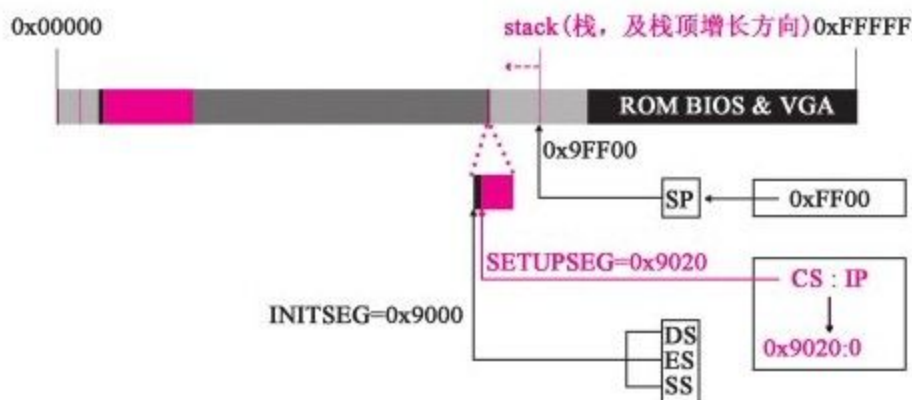 0x00000
stack(栈，及栈顶增长方向)0xFFFFF
ROM BIOS & VGA
0x9FF00
SP
0xFF00
SETUPSEG=0x9020
CS : IP
INITSEG=0x9000
0x9020:0
DS
ES
SS